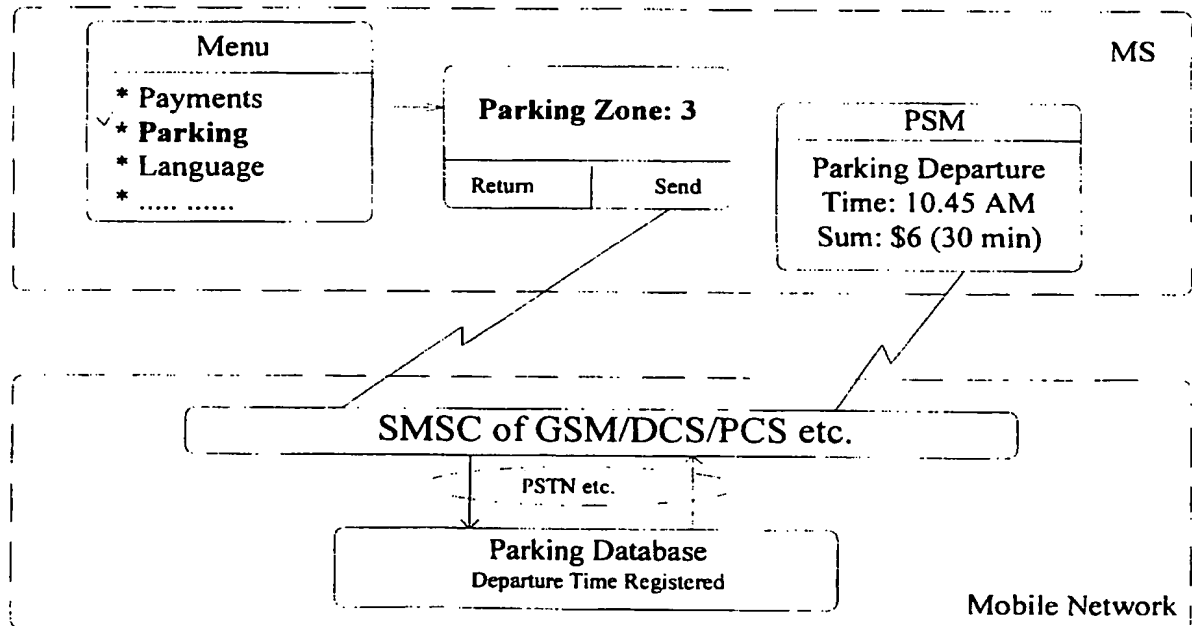 Menu
* Payments
* Parking
* Language
* ..... ......
Parking Zone: 3
Return
Send
MS
PSM
Parking Departure
Time: 10.45 AM
Sum: $6 (30 min)
SMSC of GSM/DCS/PCS etc.
PSTN etc.
Parking Database
Departure Time Registered
Mobile Network